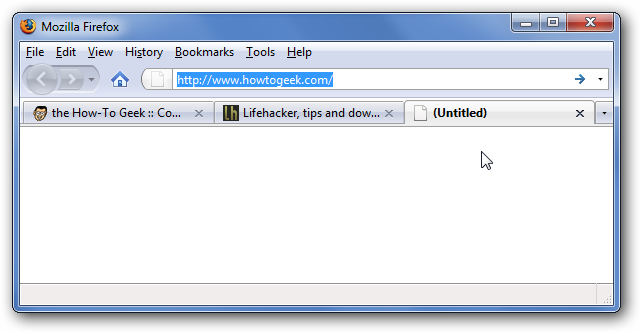 Mozilla Firefox
File Edit View History Bookmarks Tools Help
http://www.howtogeek.com/
the How-To Geek :: Co... lh Lifehacker, tips and dow... (Untitled)